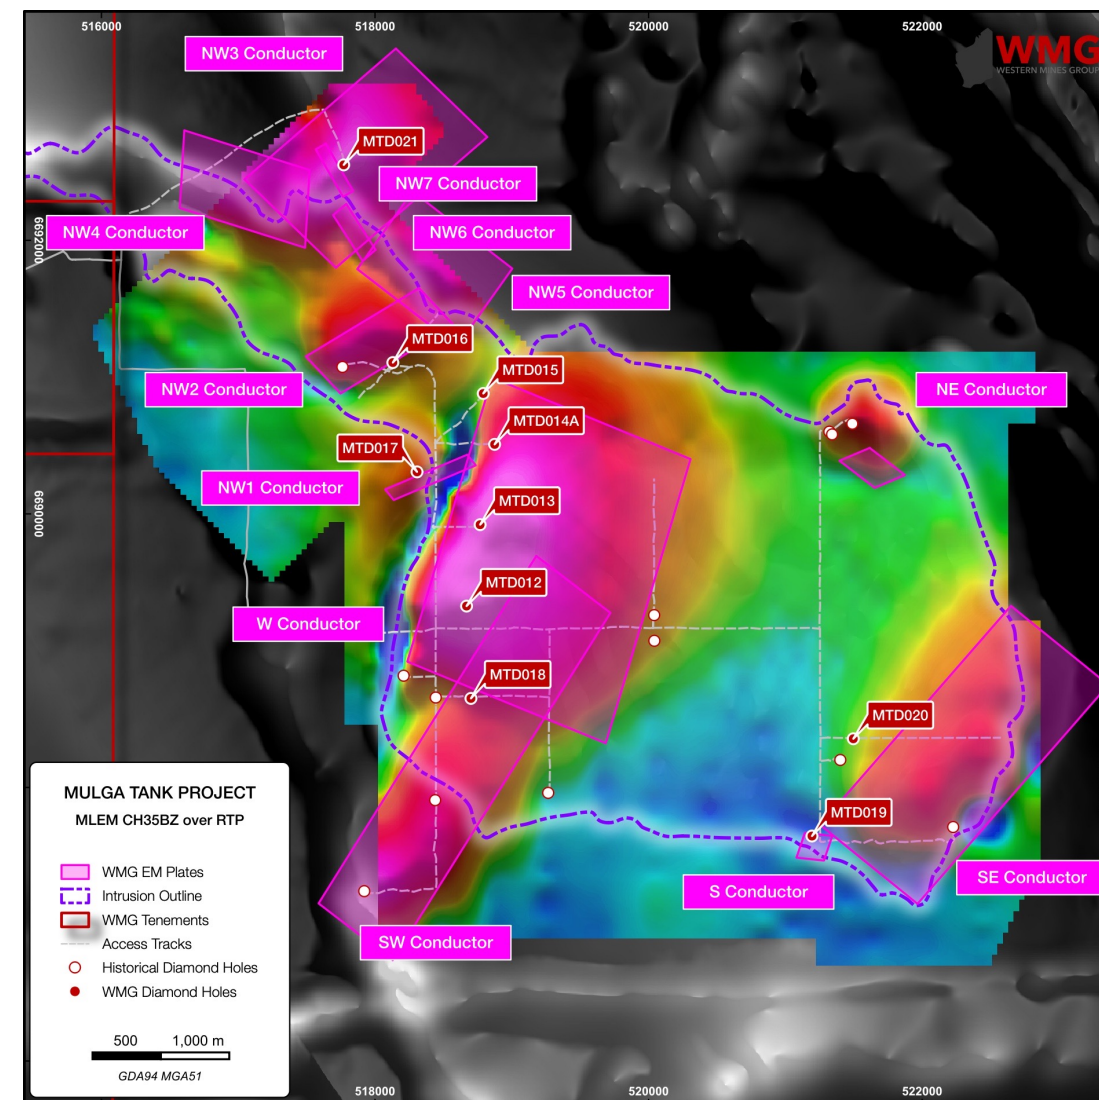 516000
518000
520000
522000
WMG
WESTERN MINES GROUP
NW3 Conductor
MTD021
NW7 Conductor
NW4 Conductor
NW6 Conductor
6692000
NW5 Conductor
MTD016
MTD015
NW2 Conductor
NE Conductor
MTD014A
MTD017
NW1 Conductor
MTD013
6690000
MTD012
W Conductor
MTD018
MTD020
MTD019
S Conductor
SE Conductor
SW Conductor
MULGA TANK PROJECT
MLEM CH35BZ over RTP
WMG EM Plates
Intrusion Outline
WMG Tenements
Access Tracks
Historical Diamond Holes
WMG Diamond Holes
500 1,000 m
GDA94 MGA51
518000
520000
522000